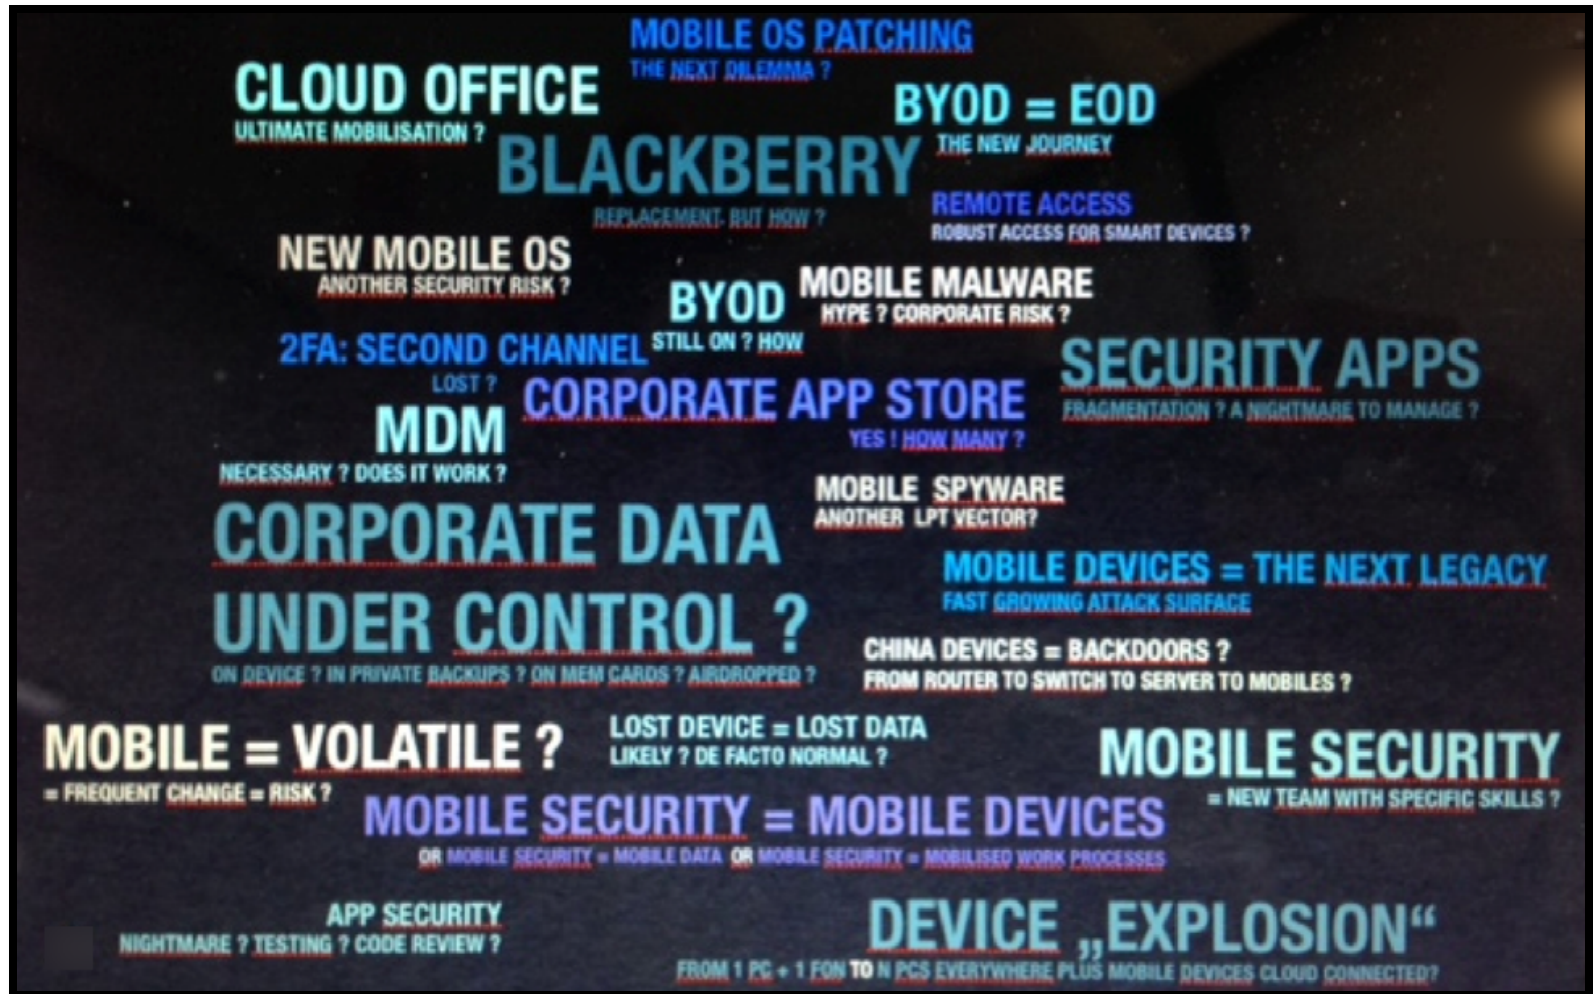 MOBILE OS PATCHING
THE NEXT DILEMMA ?
CLOUD OFFICE
ULTIMATE MOBILISATION ?
BYOD = EOD
THE NEW JOURNEY
BLACKBERRY
REPLACEMENT. BUT HOW ?
REMOTE ACCESS
ROBUST ACCESS FOR SMART DEVICES ?
NEW MOBILE OS
ANOTHER SECURITY RISK ?
BYOD
STILL ON ? HOW
MOBILE MALWARE
HYPE ? CORPORATE RISK ?
2FA: SECOND CHANNEL
LOST ?
SECURITY APPS
FRAGMENTATION ? A NIGHTMARE TO MANAGE ?
CORPORATE APP STORE
YES ! HOW MANY ?
MDM
NECESSARY ? DOES IT WORK ?
MOBILE SPYWARE
ANOTHER LPT VECTOR?
CORPORATE DATA
UNDER CONTROL ?
ON DEVICE ? IN PRIVATE BACKUPS ? ON MEM CARDS ? AIRDROPPED ?
MOBILE DEVICES = THE NEXT LEGACY
FAST GROWING ATTACK SURFACE
CHINA DEVICES = BACKDOORS ?
FROM ROUTER TO SWITCH TO SERVER TO MOBILES ?
MOBILE = VOLATILE ?
= FREQUENT CHANGE = RISK ?
LOST DEVICE = LOST DATA
LIKELY ? DE FACTO NORMAL ?
MOBILE SECURITY
= NEW TEAM WITH SPECIFIC SKILLS ?
MOBILE SECURITY = MOBILE DEVICES
OR MOBILE SECURITY = MOBILE DATA OR MOBILE SECURITY = MOBILISED WORK PROCESSES
APP SECURITY
NIGHTMARE ? TESTING ? CODE REVIEW ?
DEVICE „EXPLOSION“
FROM 1 PC + 1 FON TO N PCS EVERYWHERE PLUS MOBILE DEVICES CLOUD CONNECTED?